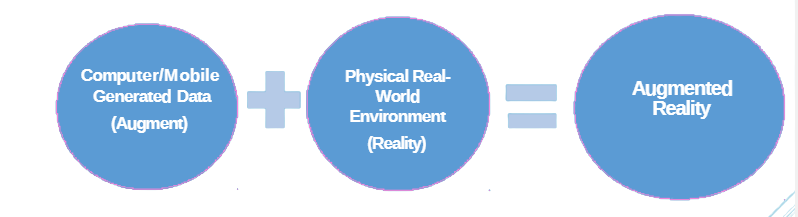 Computer/Mobile
Generated Data
(Augment)
Physical Real-
World
Environment
(Reality)
Augmented
Reality